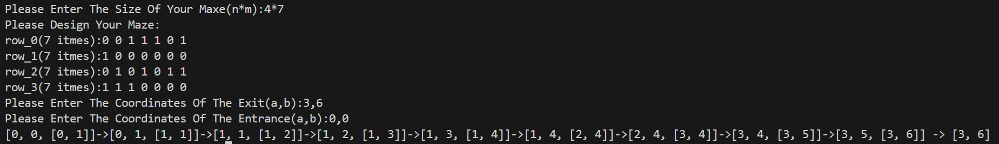 Please Enter The Size Of Your Maxe(n*m):4*7
Please Design Your Maze:
row_0(7 itmes):0 0 1 1 1 0 1
row_1(7 itmes):1 0 0 0 0 0 0
row_2(7 itmes):0 1 0 1 0 1 1
row_3(7 itmes):1 1 1 0 0 0 0
Please Enter The Coordinates Of The Exit(a,b):3,6
Please Enter The Coordinates Of The Entrance(a,b):0,0
[0, 0, [0, 1]]->[0, 1, [1, 1]]->[1, 1, [1, 2]]->[1, 2, [1, 3]]->[1, 3, [1, 4]]->[1, 4, [2, 4]]->[2, 4, [3, 4]]->[3, 4, [3, 5]]->[3, 5, [3, 6]] -> [3, 6]